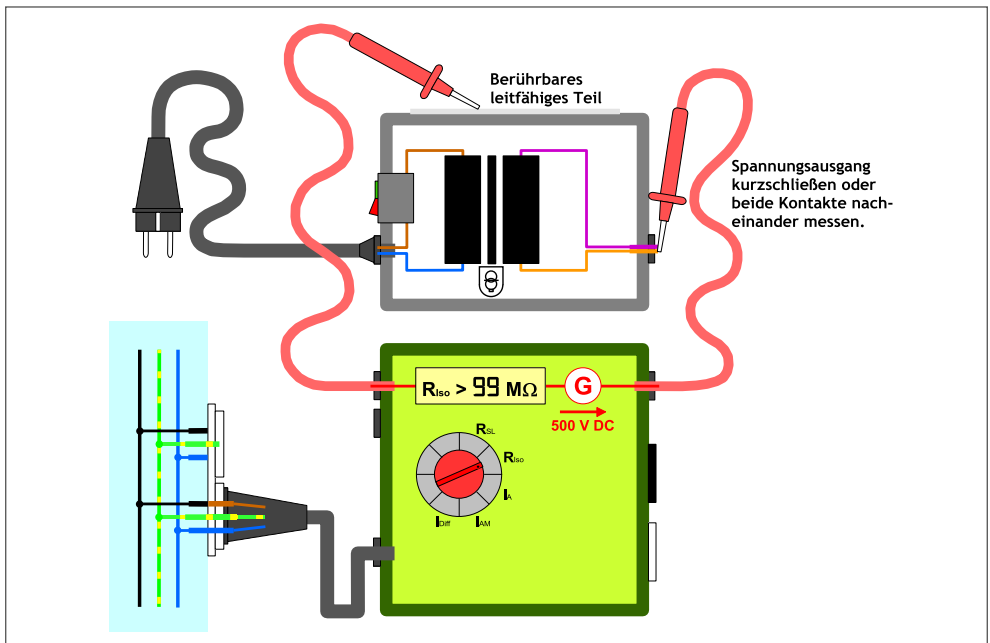 Berührbares
leitfähiges Teil
Spannungsausgang
kurzschließen oder
beide Kontakte nach-
einander messen.
RIso > 99 MΩ
G
500 V DC
RSL
RIso
IA
IAM
IDiff